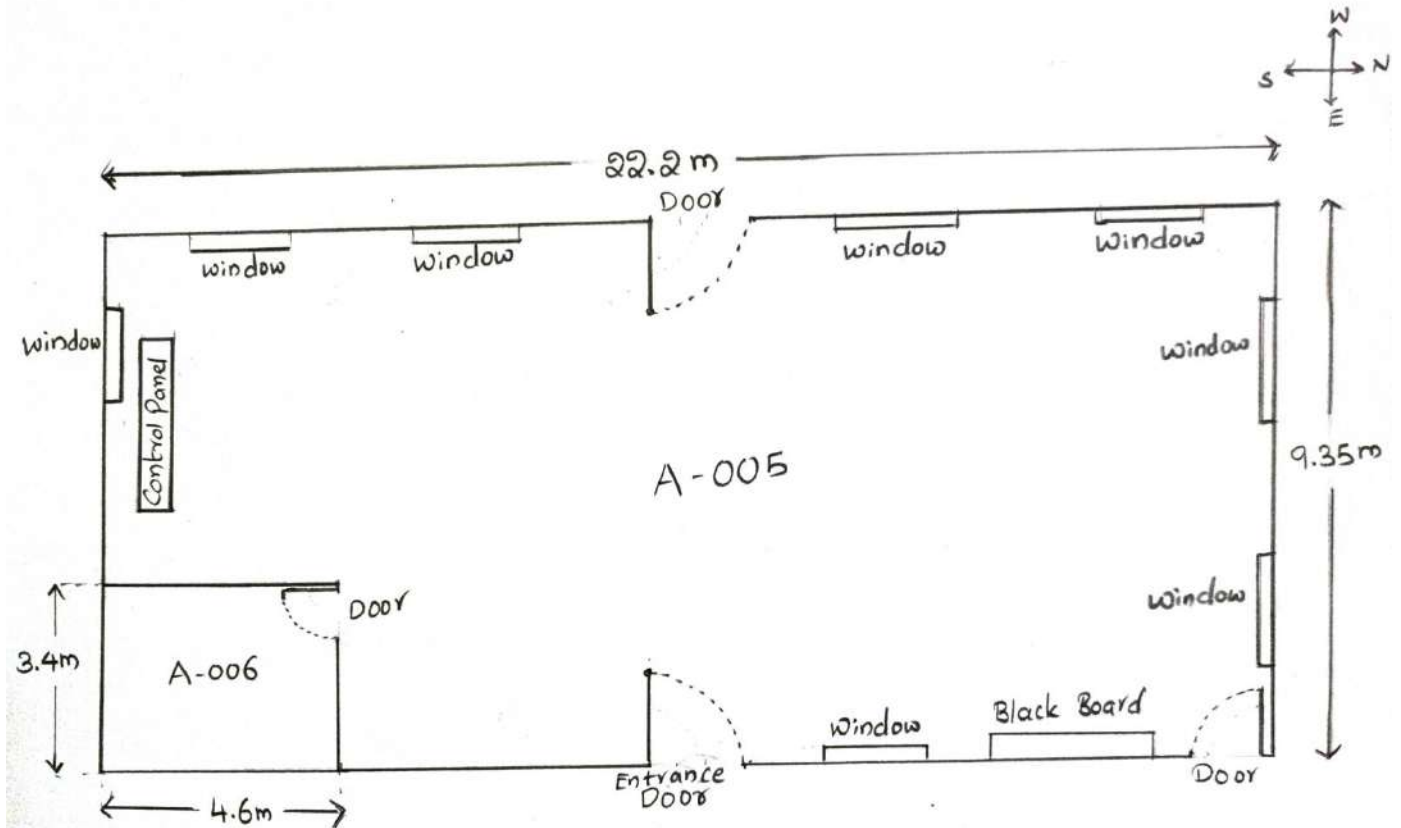 W
S N
E
22.2 m
Door
Window
Window
Window
Window
Window
Control Panel
Window
A-005
9.35m
Door
Window
3.4m
A-006
Window
Black Board
Entrance
Door
Door
4.6m